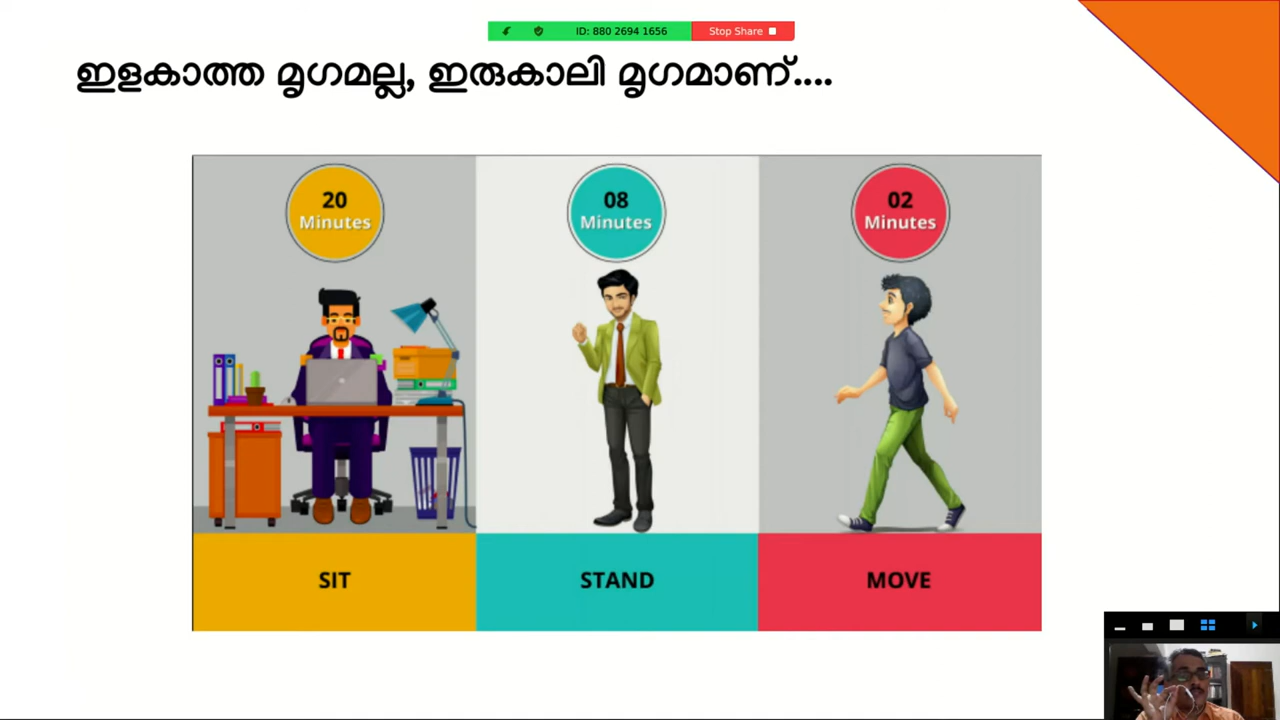 ID: 880 2694 1656 Stop Share
ഇളകാത്ത മൃഗമല്ല, ഇരുകാലി മൃഗമാണ്....
20 Minutes
08 Minutes
02 Minutes
SIT
STAND
MOVE